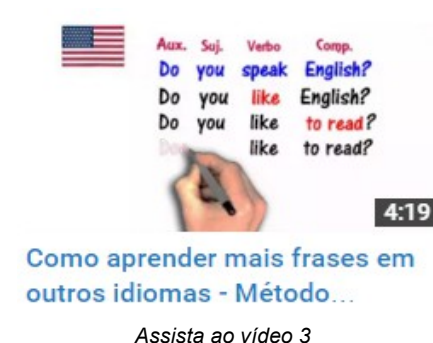 Aux. Suj. Verbo Comp.
Do you speak English?
Do you like English?
Do you like to read?
like to read?
4:19
Como aprender mais frases em
outros idiomas - Método...
Assista ao vídeo 3